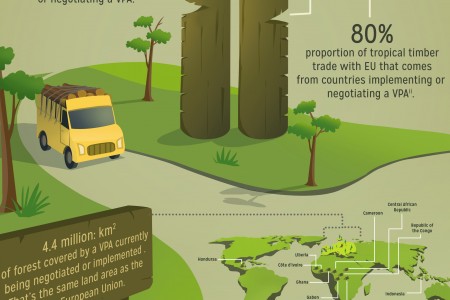 or negotiating a VPA.
80%
proportion of tropical timber
trade with EU that comes
from countries implementing or
negotiating a VPAii.
4.4 million: km2
of forest covered by a VPA currently
being negotiated or implemented .
That's the same land area as the
European Union.
Central African
Republic
Cameroon
Republic of
the Congo
Honduras
Liberia
Côte d'Ivoire
Ghana
Gabon
Indonesia